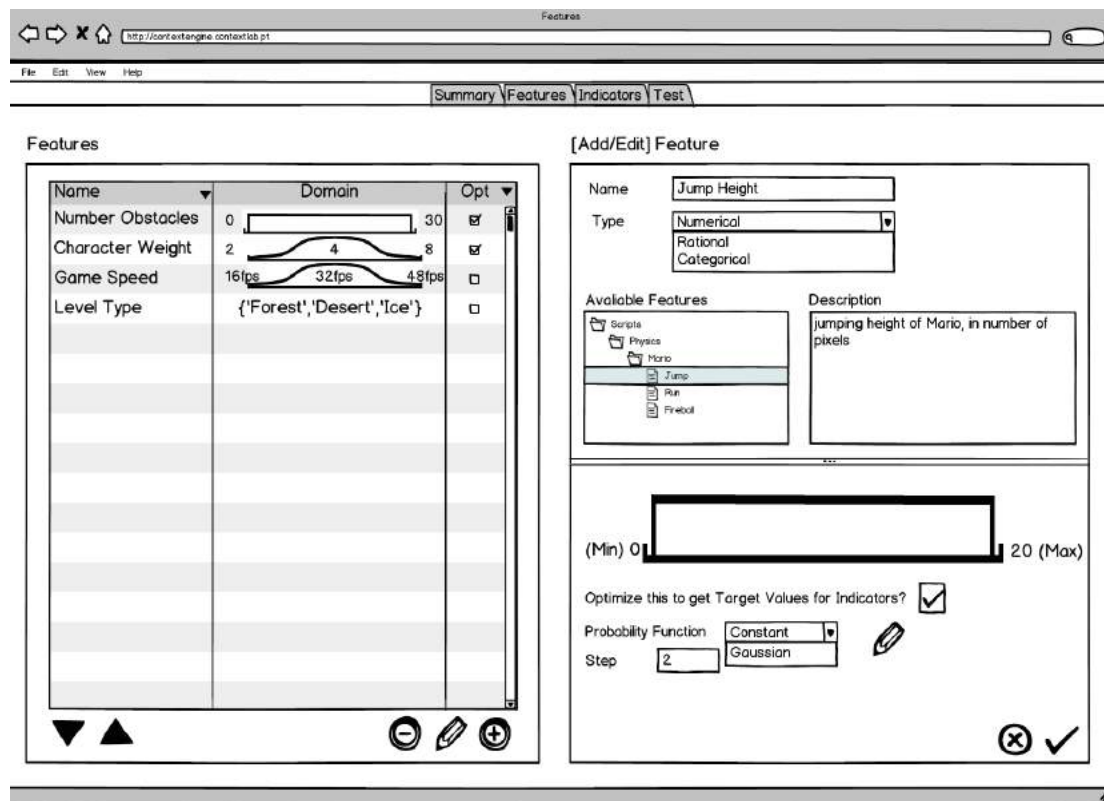 Features
http://contextengine.contextlab.pt
File Edit View Help
Summary Features Indicators Test
Features
Name Domain Opt
Number Obstacles 0 30
Character Weight 2 4 8
Game Speed 16fps 32fps 48fps
Level Type {'Forest','Desert','Ice'}
[Add/Edit] Feature
Name Jump Height
Type Numerical
Rational
Categorical
Available Features
Scripts
Physics
Mario
Jump
Run
Fireball
Description
jumping height of Mario, in number of
pixels
(Min) 0 20 (Max)
Optimize this to get Target Values for Indicators?
Probability Function Constant
Gaussian
Step 2